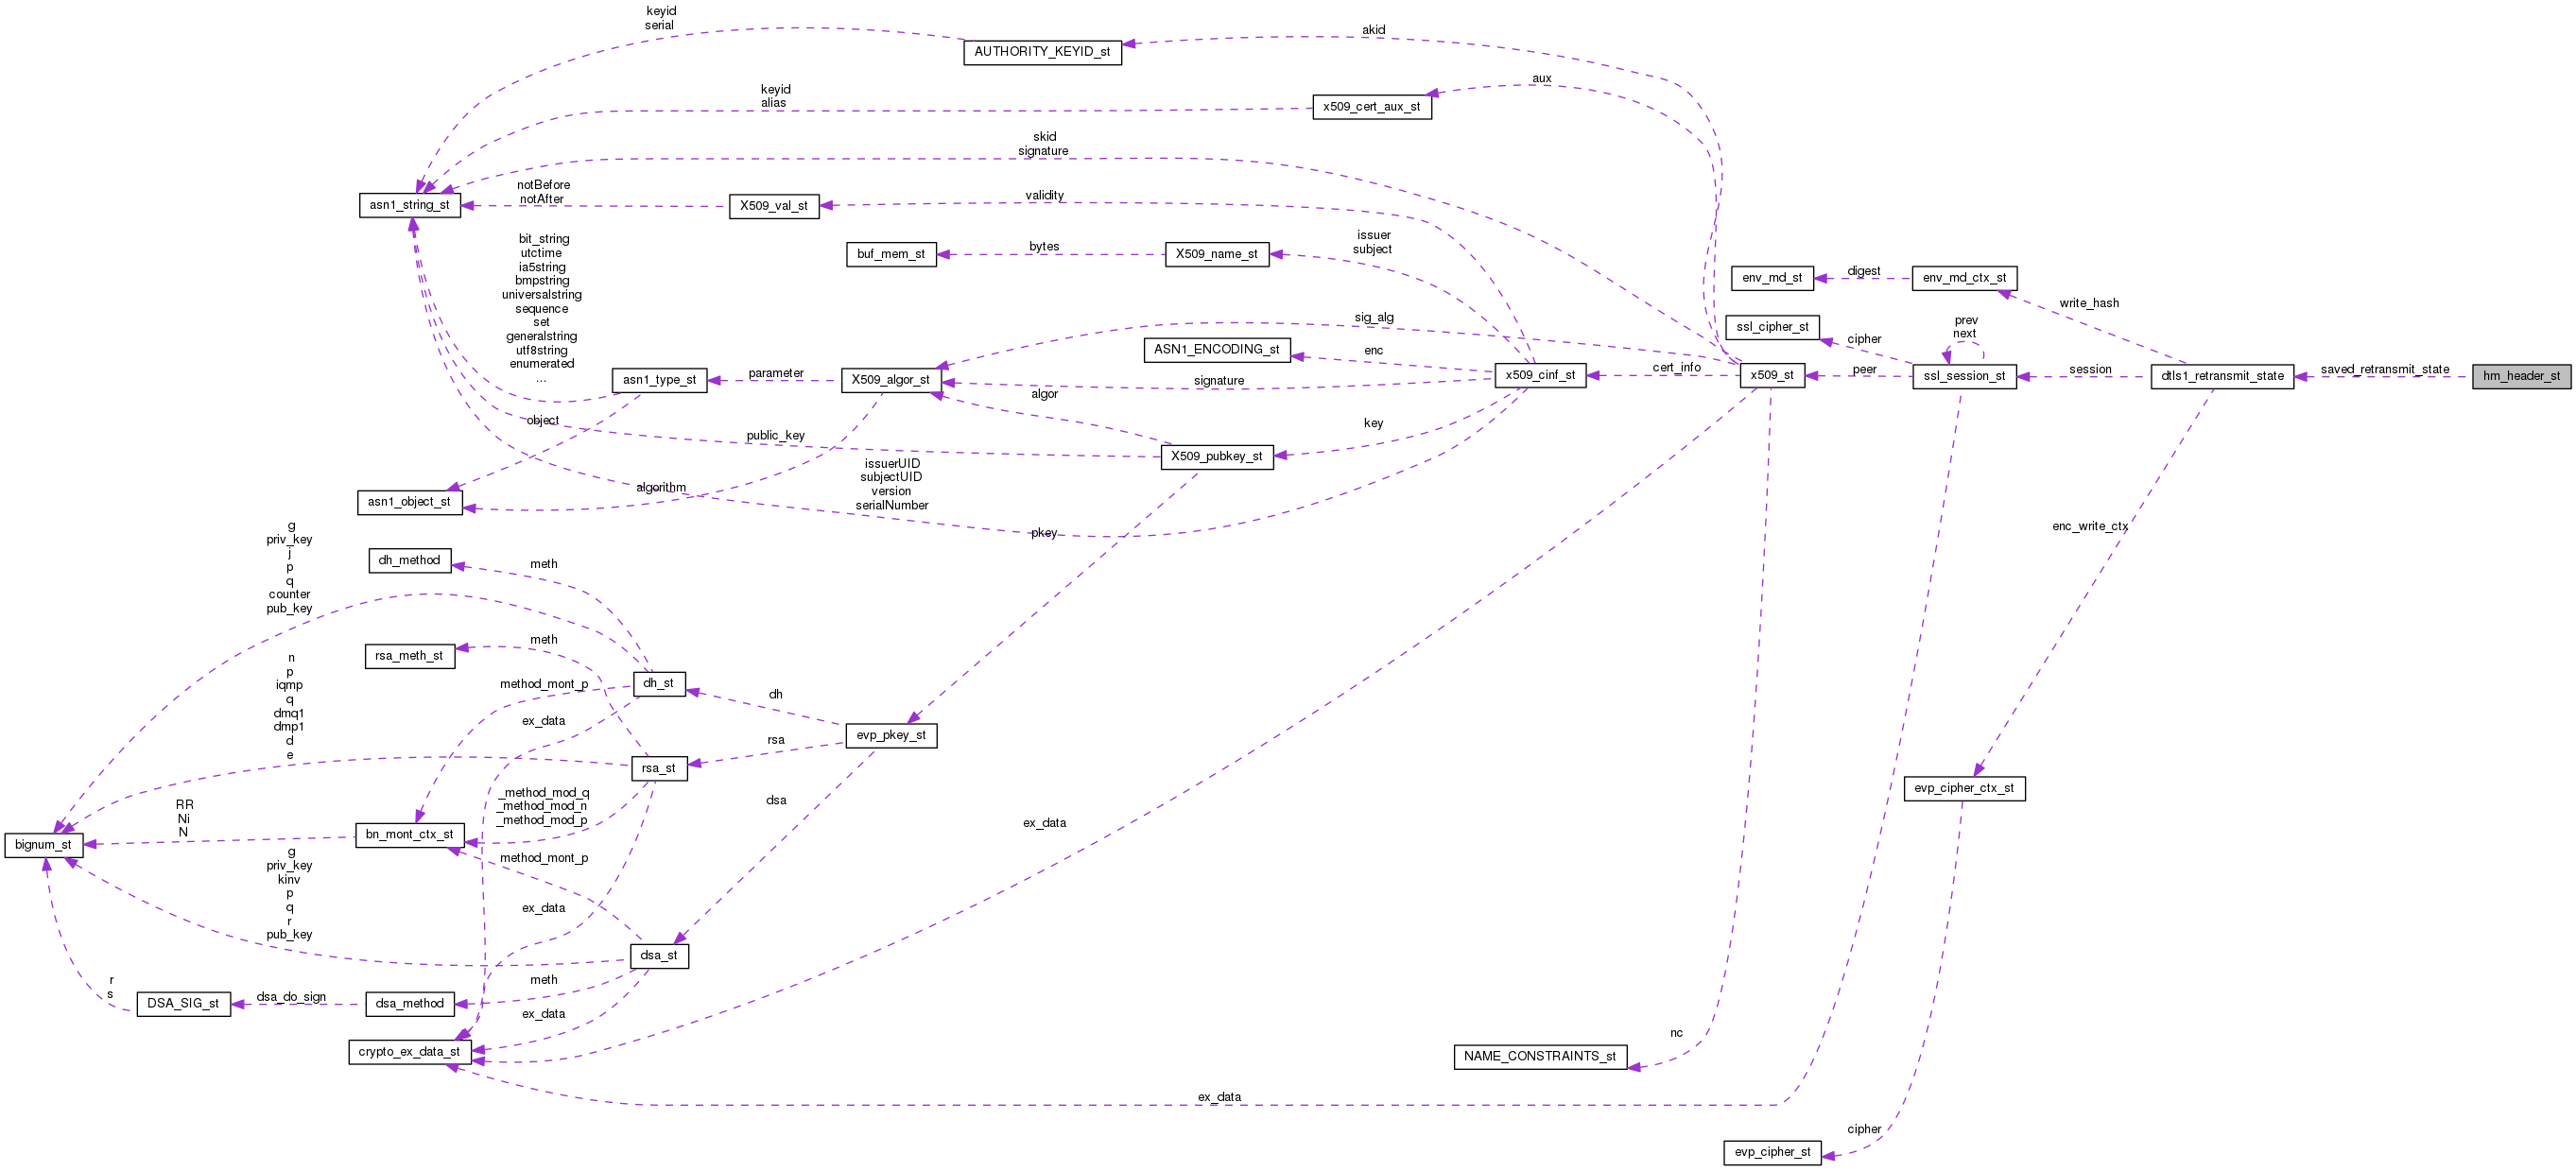 keyid
serial
AUTHORITY_KEYID_st
akid
aux
keyid
alias
x509_cert_aux_st
skid
signature
notBefore
notAfter
asn1_string_st
X509_val_st
validity
bit_string
utctime
ia5string
bmpstring
universalstring
sequence
set
generalstring
utf8string
enumerated
...
buf_mem_st
bytes
X509_name_st
issuer
subject
env_md_st
digest
env_md_ctx_st
write_hash
sig_alg
ssl_cipher_st
cipher
prev
next
ASN1_ENCODING_st
enc
asn1_type_st
parameter
X509_algor_st
signature
x509_cinf_st
cert_info
x509_st
peer
ssl_session_st
session
dtls1_retransmit_state
saved_retransmit_state
hm_header_st
object
algor
key
public_key
X509_pubkey_st
issuerUID
subjectUID
version
serialNumber
asn1_object_st
algorithm
pkey
enc_write_ctx
g
priv_key
j
p
q
counter
pub_key
dh_method
meth
rsa_meth_st
meth
n
p
iqmp
q
dmq1
dmp1
d
e
method_mont_p
dh_st
dh
ex_data
evp_pkey_st
rsa
rsa_st
_method_mod_q
_method_mod_n
_method_mod_p
dsa
evp_cipher_ctx_st
RR
Ni
N
bignum_st
bn_mont_ctx_st
ex_data
method_mont_p
g
priv_key
kinv
p
q
r
pub_key
ex_data
dsa_st
r
s
DSA_SIG_st
dsa_do_sign
dsa_method
meth
ex_data
crypto_ex_data_st
nc
NAME_CONSTRAINTS_st
ex_data
cipher
evp_cipher_st